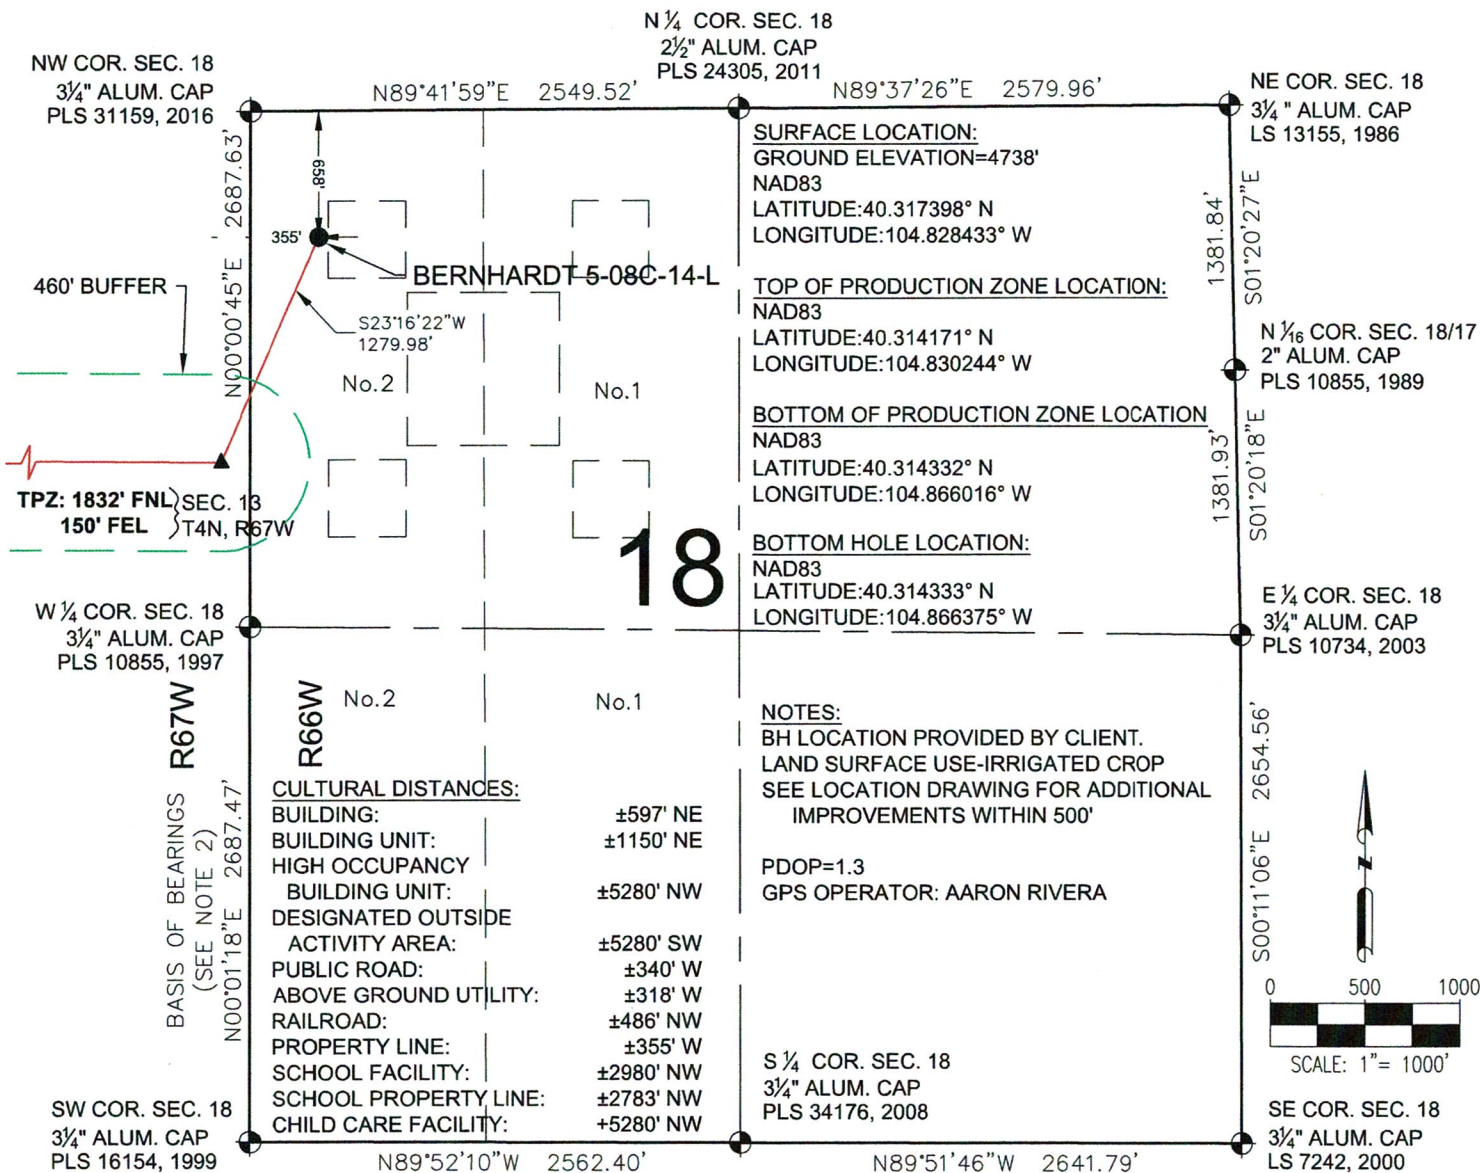 N ¼ COR. SEC. 18
2½" ALUM. CAP
PLS 24305, 2011
NW COR. SEC. 18
3¼" ALUM. CAP
PLS 31159, 2016
N89°41'59"E 2549.52'
N89°37'26"E 2579.96'
NE COR. SEC. 18
3¼" ALUM. CAP
LS 13155, 1986
N00°00'45"E 2687.63'
658'
355'
BERNHARDT 5-08C-14-L
460' BUFFER
S23°16'22"W
1279.98'
No.2
No.1
TPZ: 1832' FNL
150' FEL
SEC. 13
T4N, R67W
18
SURFACE LOCATION:
GROUND ELEVATION=4738'
NAD83
LATITUDE:40.317398° N
LONGITUDE:104.828433° W
TOP OF PRODUCTION ZONE LOCATION:
NAD83
LATITUDE:40.314171° N
LONGITUDE:104.830244° W
BOTTOM OF PRODUCTION ZONE LOCATION
NAD83
LATITUDE:40.314332° N
LONGITUDE:104.866016° W
BOTTOM HOLE LOCATION:
NAD83
LATITUDE:40.314333° N
LONGITUDE:104.866375° W
1381.84'
S01°20'27"E
N 1/16 COR. SEC. 18/17
2" ALUM. CAP
PLS 10855, 1989
1381.93'
S01°20'18"E
W ¼ COR. SEC. 18
3¼" ALUM. CAP
PLS 10855, 1997
E ¼ COR. SEC. 18
3¼" ALUM. CAP
PLS 10734, 2003
R67W
R66W
No.2
No.1
BASIS OF BEARINGS
(SEE NOTE 2)
N00°01'18"E 2687.47'
CULTURAL DISTANCES:
BUILDING: ±597' NE
BUILDING UNIT: ±1150' NE
HIGH OCCUPANCY
BUILDING UNIT: ±5280' NW
DESIGNATED OUTSIDE
ACTIVITY AREA: ±5280' SW
PUBLIC ROAD: ±340' W
ABOVE GROUND UTILITY: ±318' W
RAILROAD: ±486' NW
PROPERTY LINE: ±355' W
SCHOOL FACILITY: ±2980' NW
SCHOOL PROPERTY LINE: ±2783' NW
CHILD CARE FACILITY: +5280' NW
NOTES:
BH LOCATION PROVIDED BY CLIENT.
LAND SURFACE USE-IRRIGATED CROP
SEE LOCATION DRAWING FOR ADDITIONAL
IMPROVEMENTS WITHIN 500'
PDOP=1.3
GPS OPERATOR: AARON RIVERA
S00°11'06"E 2654.56'
N
0 500 1000
SCALE: 1"= 1000'
S ¼ COR. SEC. 18
3¼" ALUM. CAP
PLS 34176, 2008
SW COR. SEC. 18
3¼" ALUM. CAP
PLS 16154, 1999
N89°52'10"W 2562.40'
N89°51'46"W 2641.79'
SE COR. SEC. 18
3¼" ALUM. CAP
LS 7242, 2000